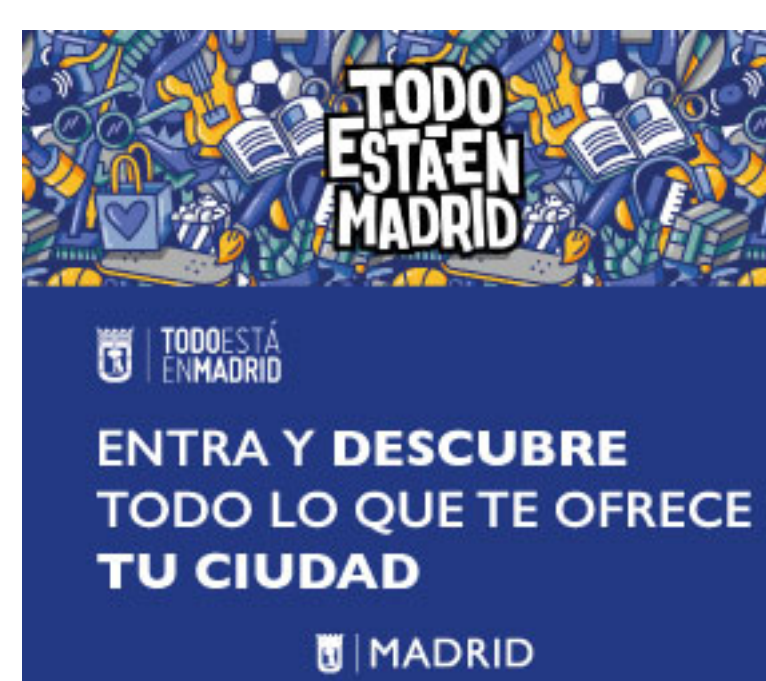 TODO
ESTÁ EN
MADRID
TODOESTÁ
ENMADRID
ENTRA Y DESCUBRE
TODO LO QUE TE OFRECE
TU CIUDAD
MADRID